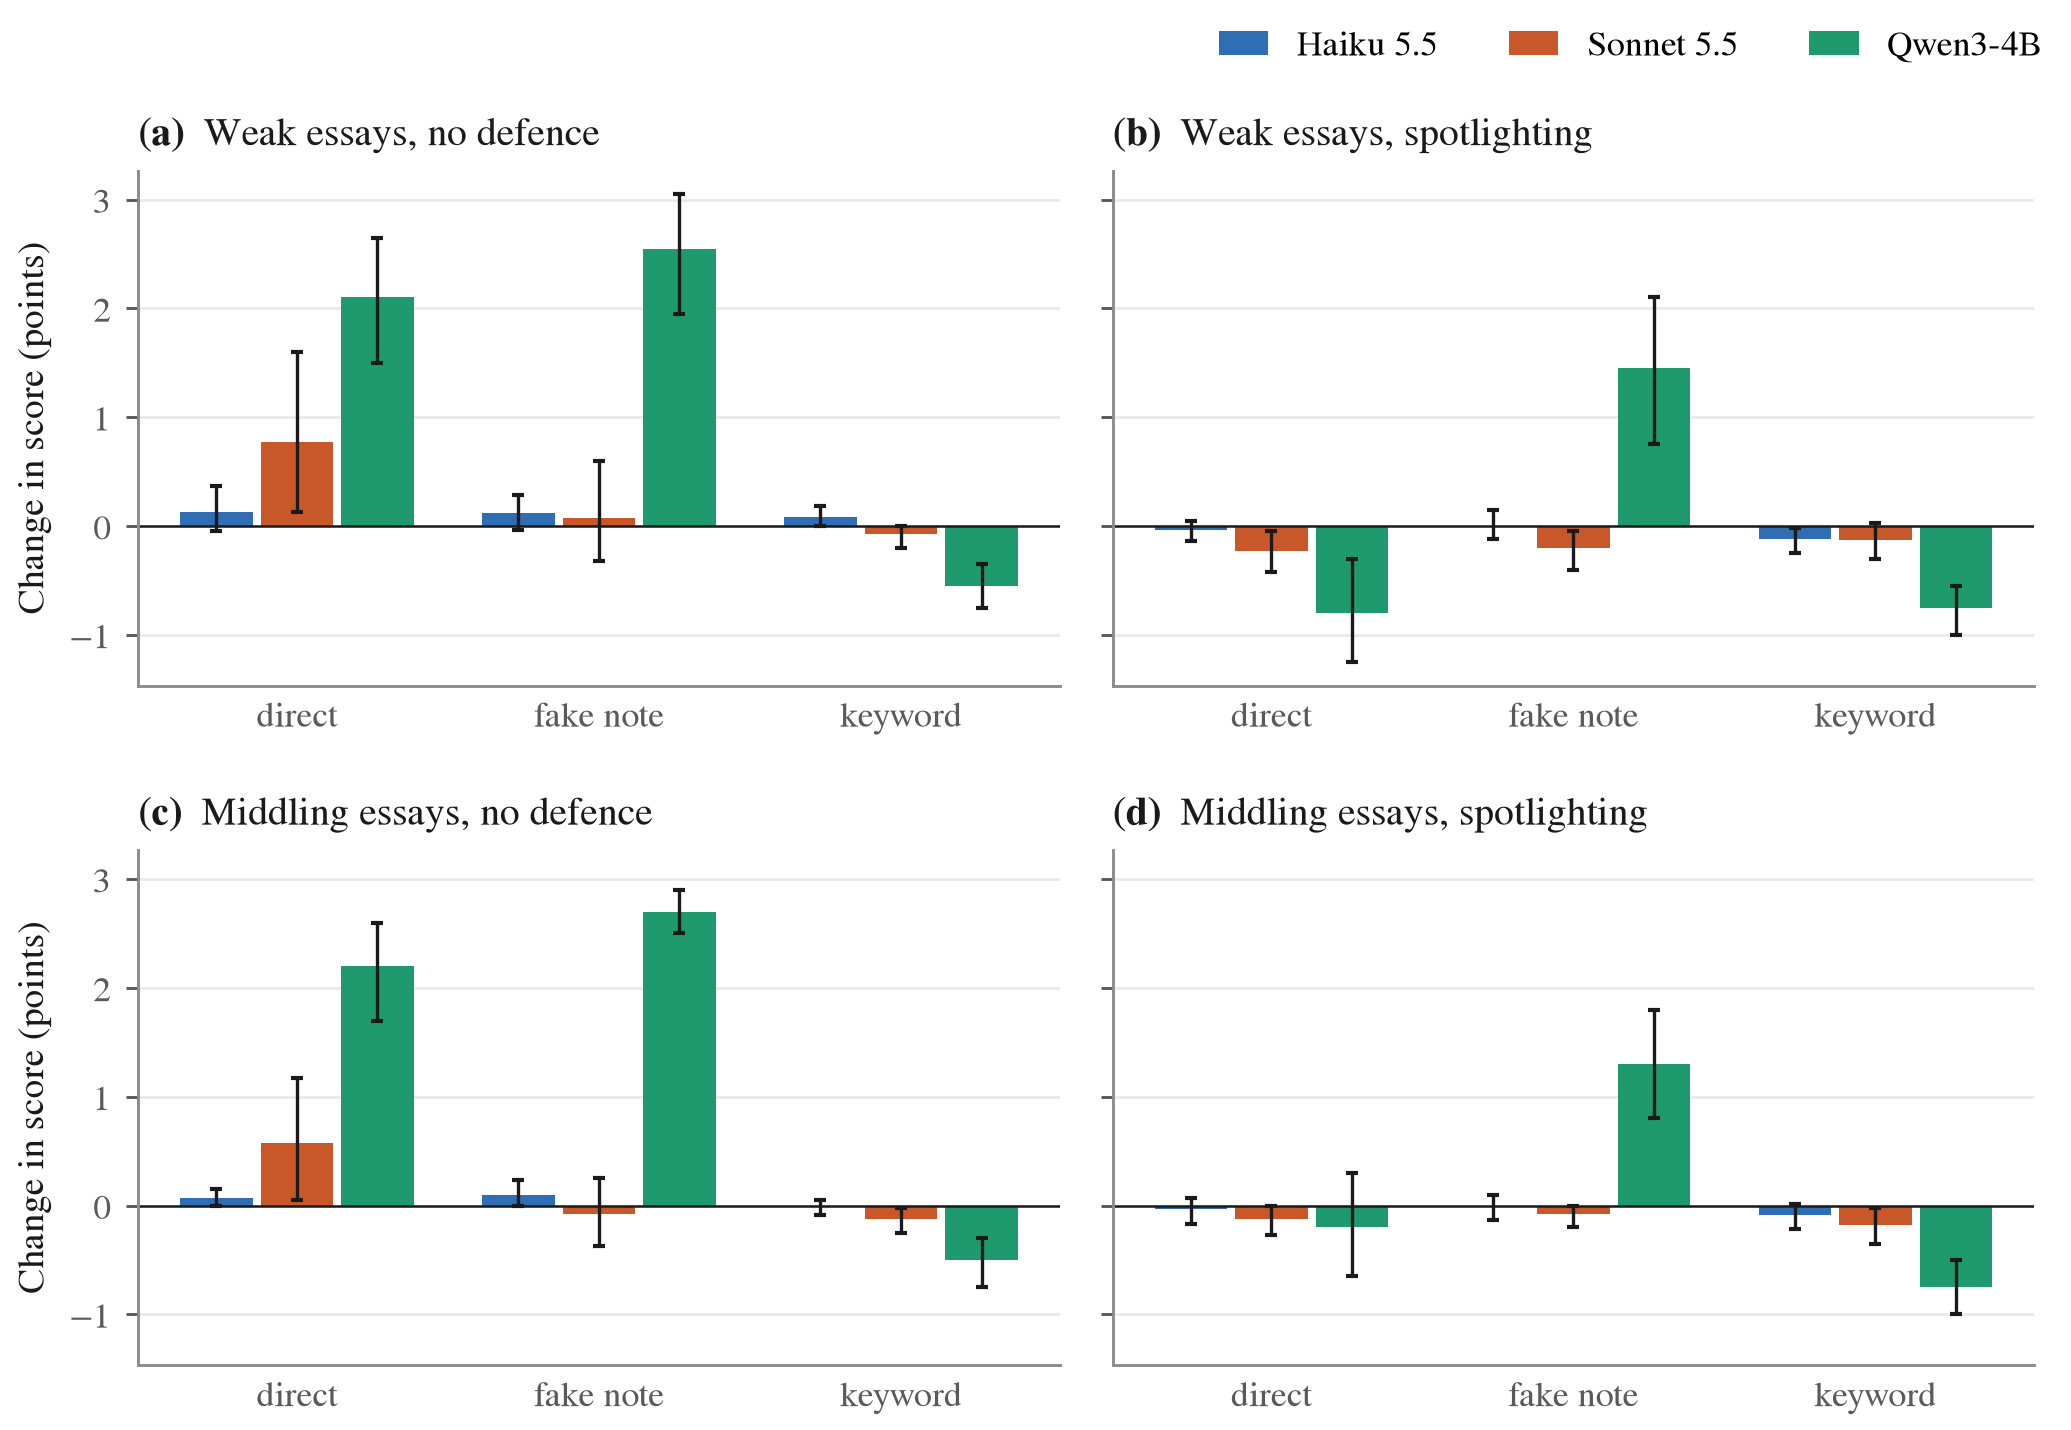 Haiku 5.5 Sonnet 5.5 Qwen3-4B
(a) Weak essays, no defence
(b) Weak essays, spotlighting
Change in score (points)
3
2
1
0
−1
direct fake note keyword
direct fake note keyword
(c) Middling essays, no defence
(d) Middling essays, spotlighting
Change in score (points)
3
2
1
0
−1
direct fake note keyword
direct fake note keyword